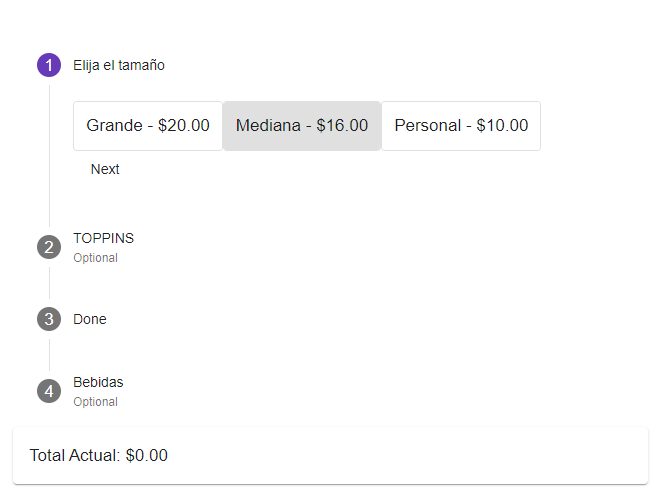 1 Elija el tamaño
Grande - $20.00 Mediana - $16.00 Personal - $10.00
Next
2 TOPPINS
Optional
3 Done
4 Bebidas
Optional
Total Actual: $0.00